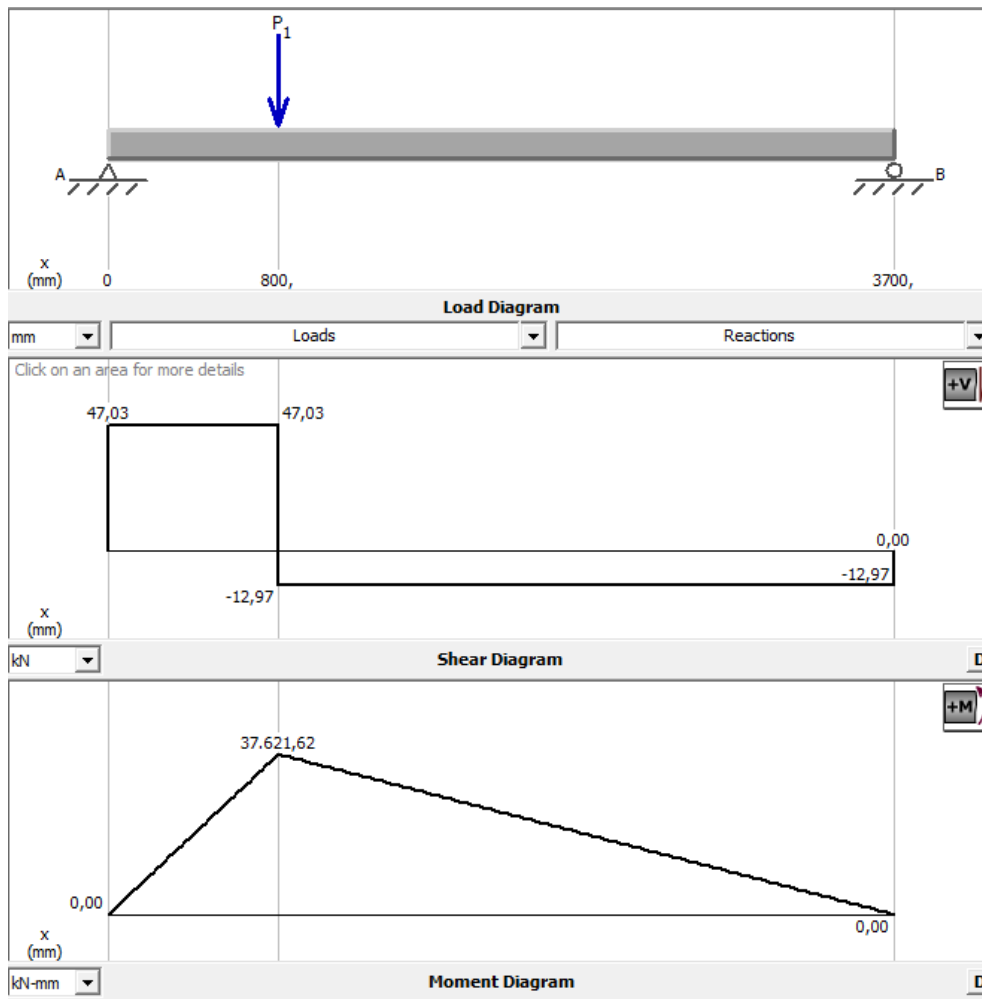 P1
A
B
x
(mm)
0
800,
3700,
Load Diagram
mm
Loads
Reactions
Click on an area for more details
+V
47,03
47,03
0,00
-12,97
-12,97
x
(mm)
kN
Shear Diagram
D
+M
37.621,62
0,00
0,00
x
(mm)
kN-mm
Moment Diagram
D